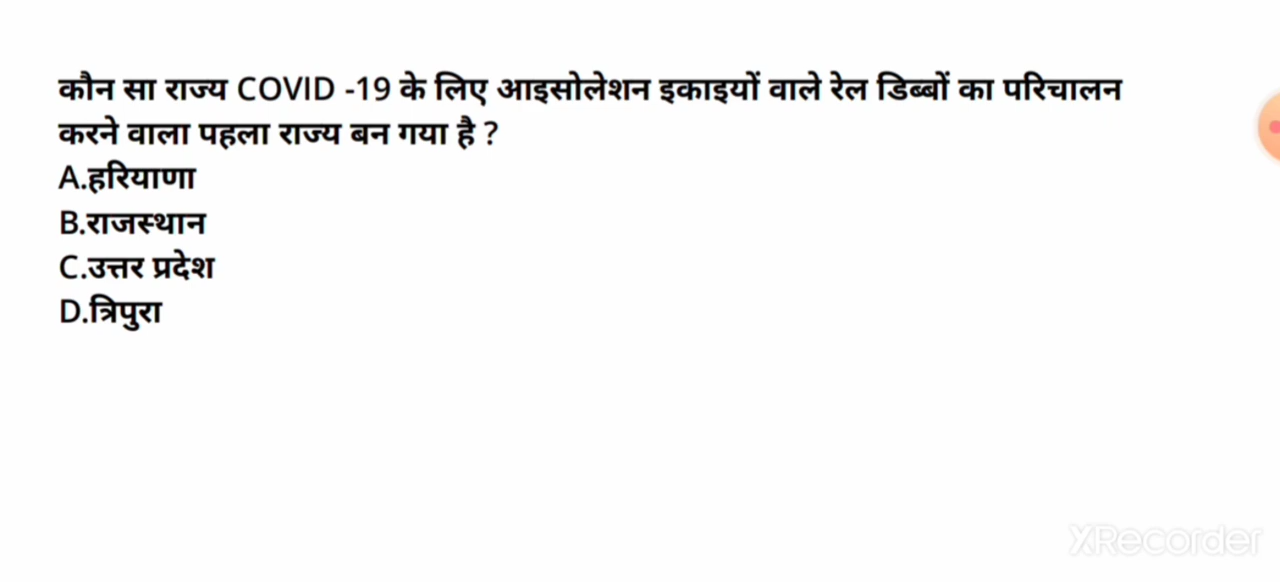 कौन सा राज्य COVID -19 के लिए आइसोलेशन इकाइयों वाले रेल डिब्बों का परिचालन
करने वाला पहला राज्य बन गया है ?
A.हरियाणा
B.राजस्थान
C.उत्तर प्रदेश
D.त्रिपुरा
XRecorder